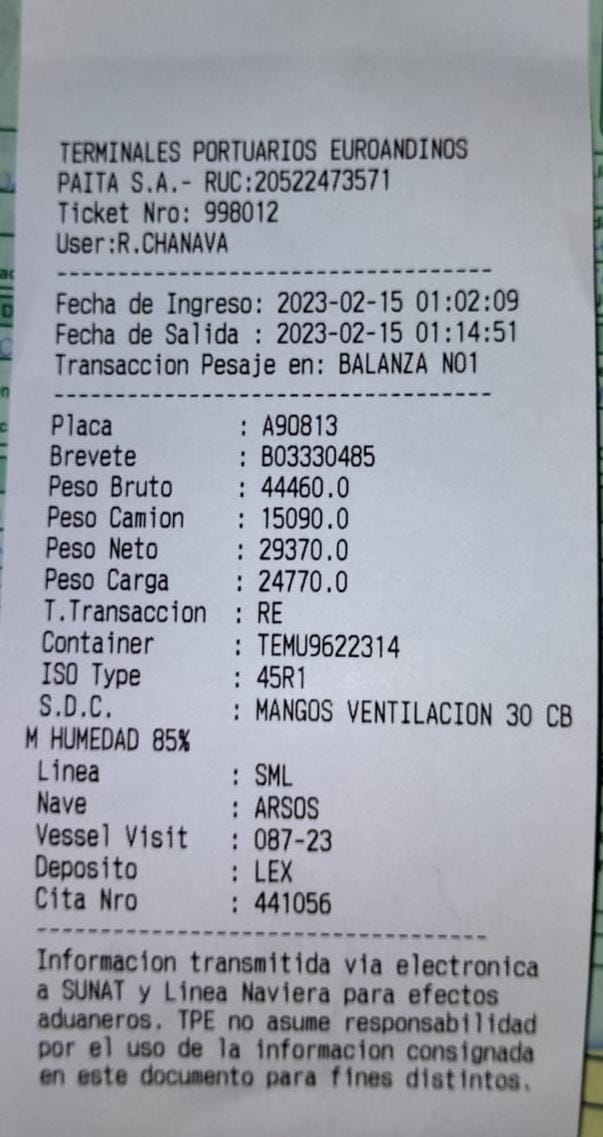 TERMINALES PORTUARIOS EUROANDINOS
PAITA S.A.- RUC:20522473571
Ticket Nro: 998012
User:R.CHANAVA
----------------------------------
Fecha de Ingreso: 2023-02-15 01:02:09
Fecha de Salida : 2023-02-15 01:14:51
Transaccion Pesaje en: BALANZA NO1
----------------------------------
Placa : A90813
Brevete : B03330485
Peso Bruto : 44460.0
Peso Camion : 15090.0
Peso Neto : 29370.0
Peso Carga : 24770.0
T.Transaccion : RE
Container : TEMU9622314
ISO Type : 45R1
S.D.C. : MANGOS VENTILACION 30 CB
M HUMEDAD 85%
Linea : SML
Nave : ARSOS
Vessel Visit : 087-23
Deposito : LEX
Cita Nro : 441056
----------------------------------
Informacion transmitida via electronica
a SUNAT y Linea Naviera para efectos
aduaneros. TPE no asume responsabilidad
por el uso de la informacion consignada
en este documento para fines distintos.